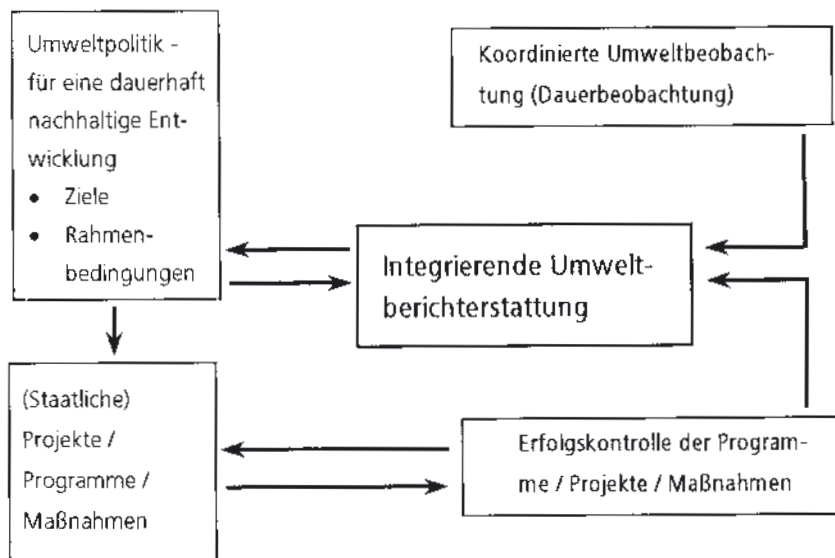 Umweltpolitik -
für eine dauerhaft
nachhaltige Ent-
wicklung
• Ziele
• Rahmen-
bedingungen
Koordinierte Umweltbeobach-
tung (Dauerbeobachtung)
Integrierende Umwelt-
berichterstattung
(Staatliche)
Projekte /
Programme /
Maßnahmen
Erfolgskontrolle der Program-
me / Projekte / Maßnahmen